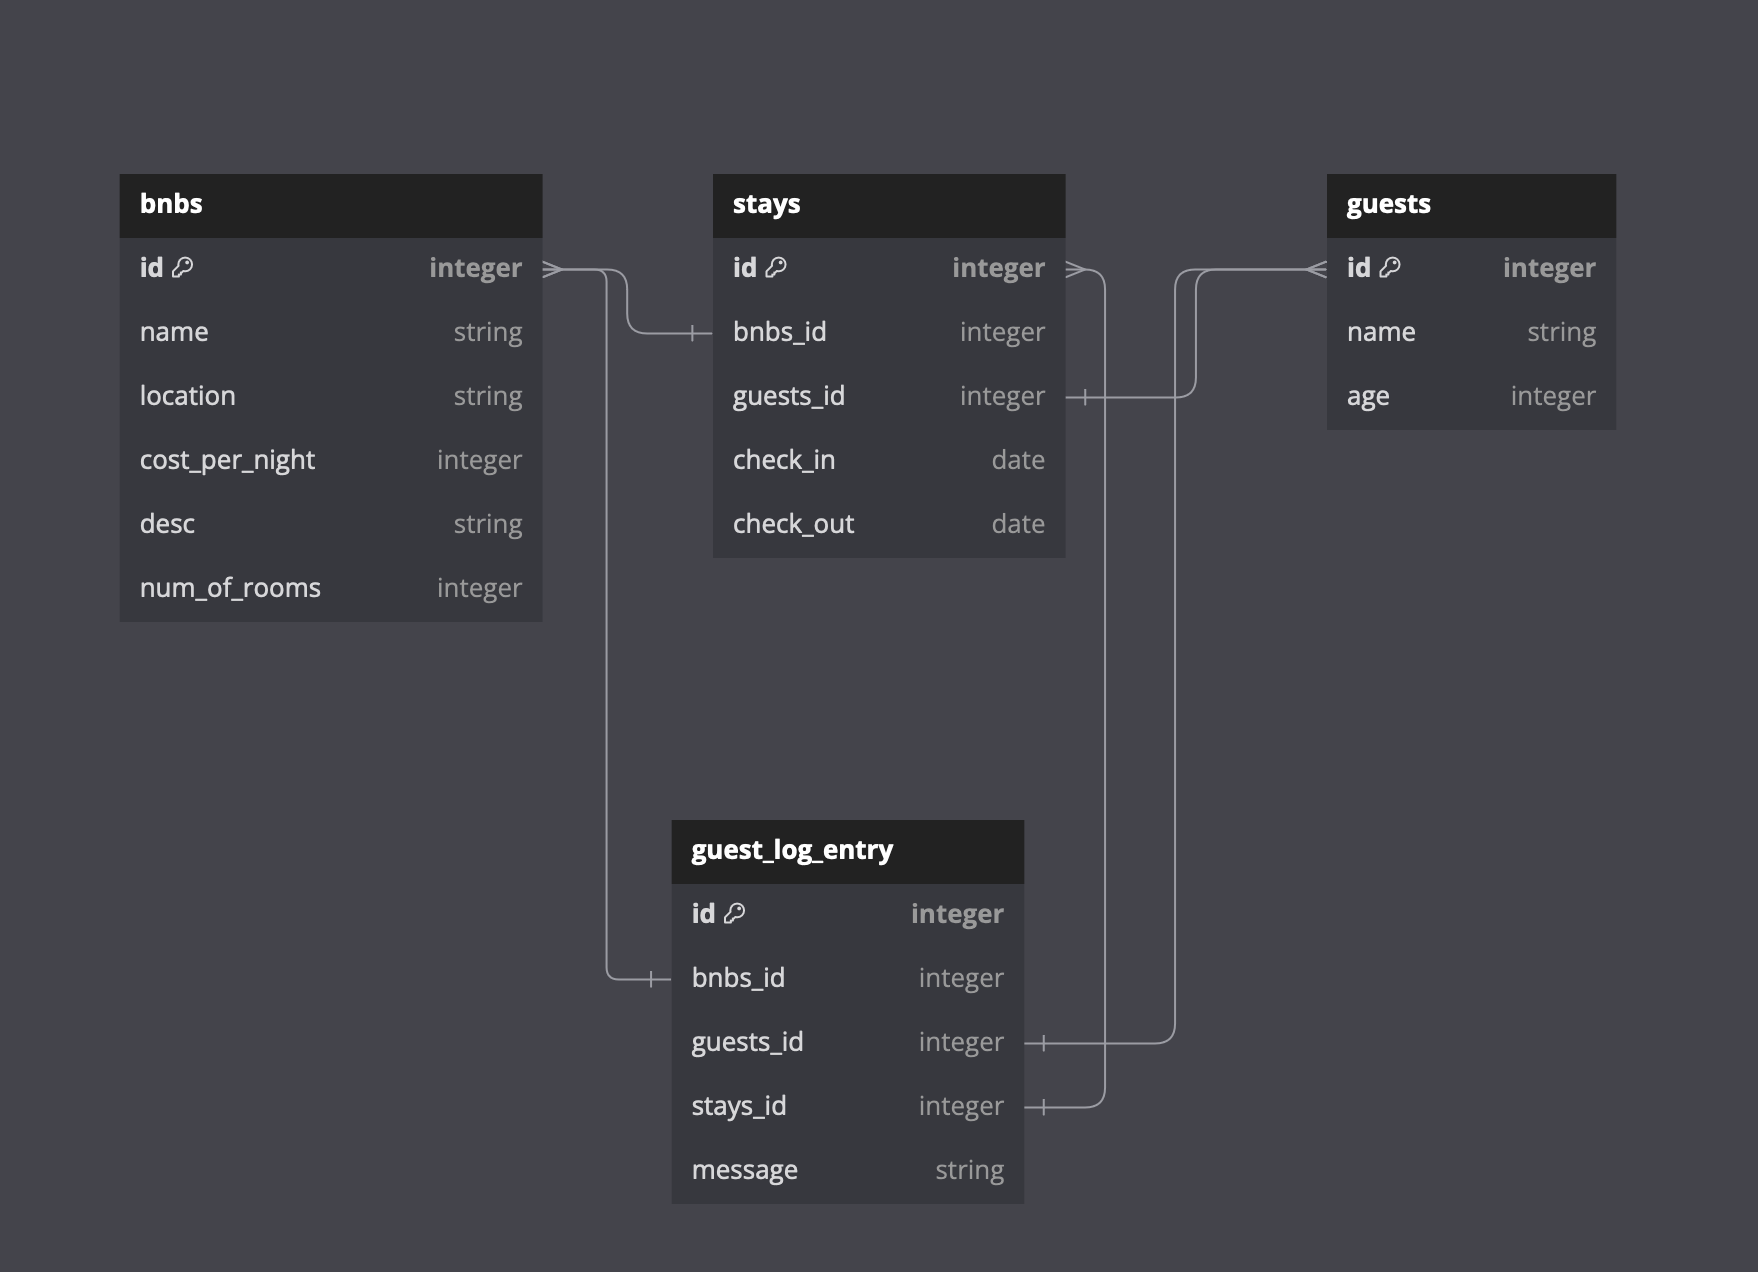 bnbs
id integer
name string
location string
cost_per_night integer
desc string
num_of_rooms integer
stays
id integer
bnbs_id integer
guests_id integer
check_in date
check_out date
guests
id integer
name string
age integer
guest_log_entry
id integer
bnbs_id integer
guests_id integer
stays_id integer
message string